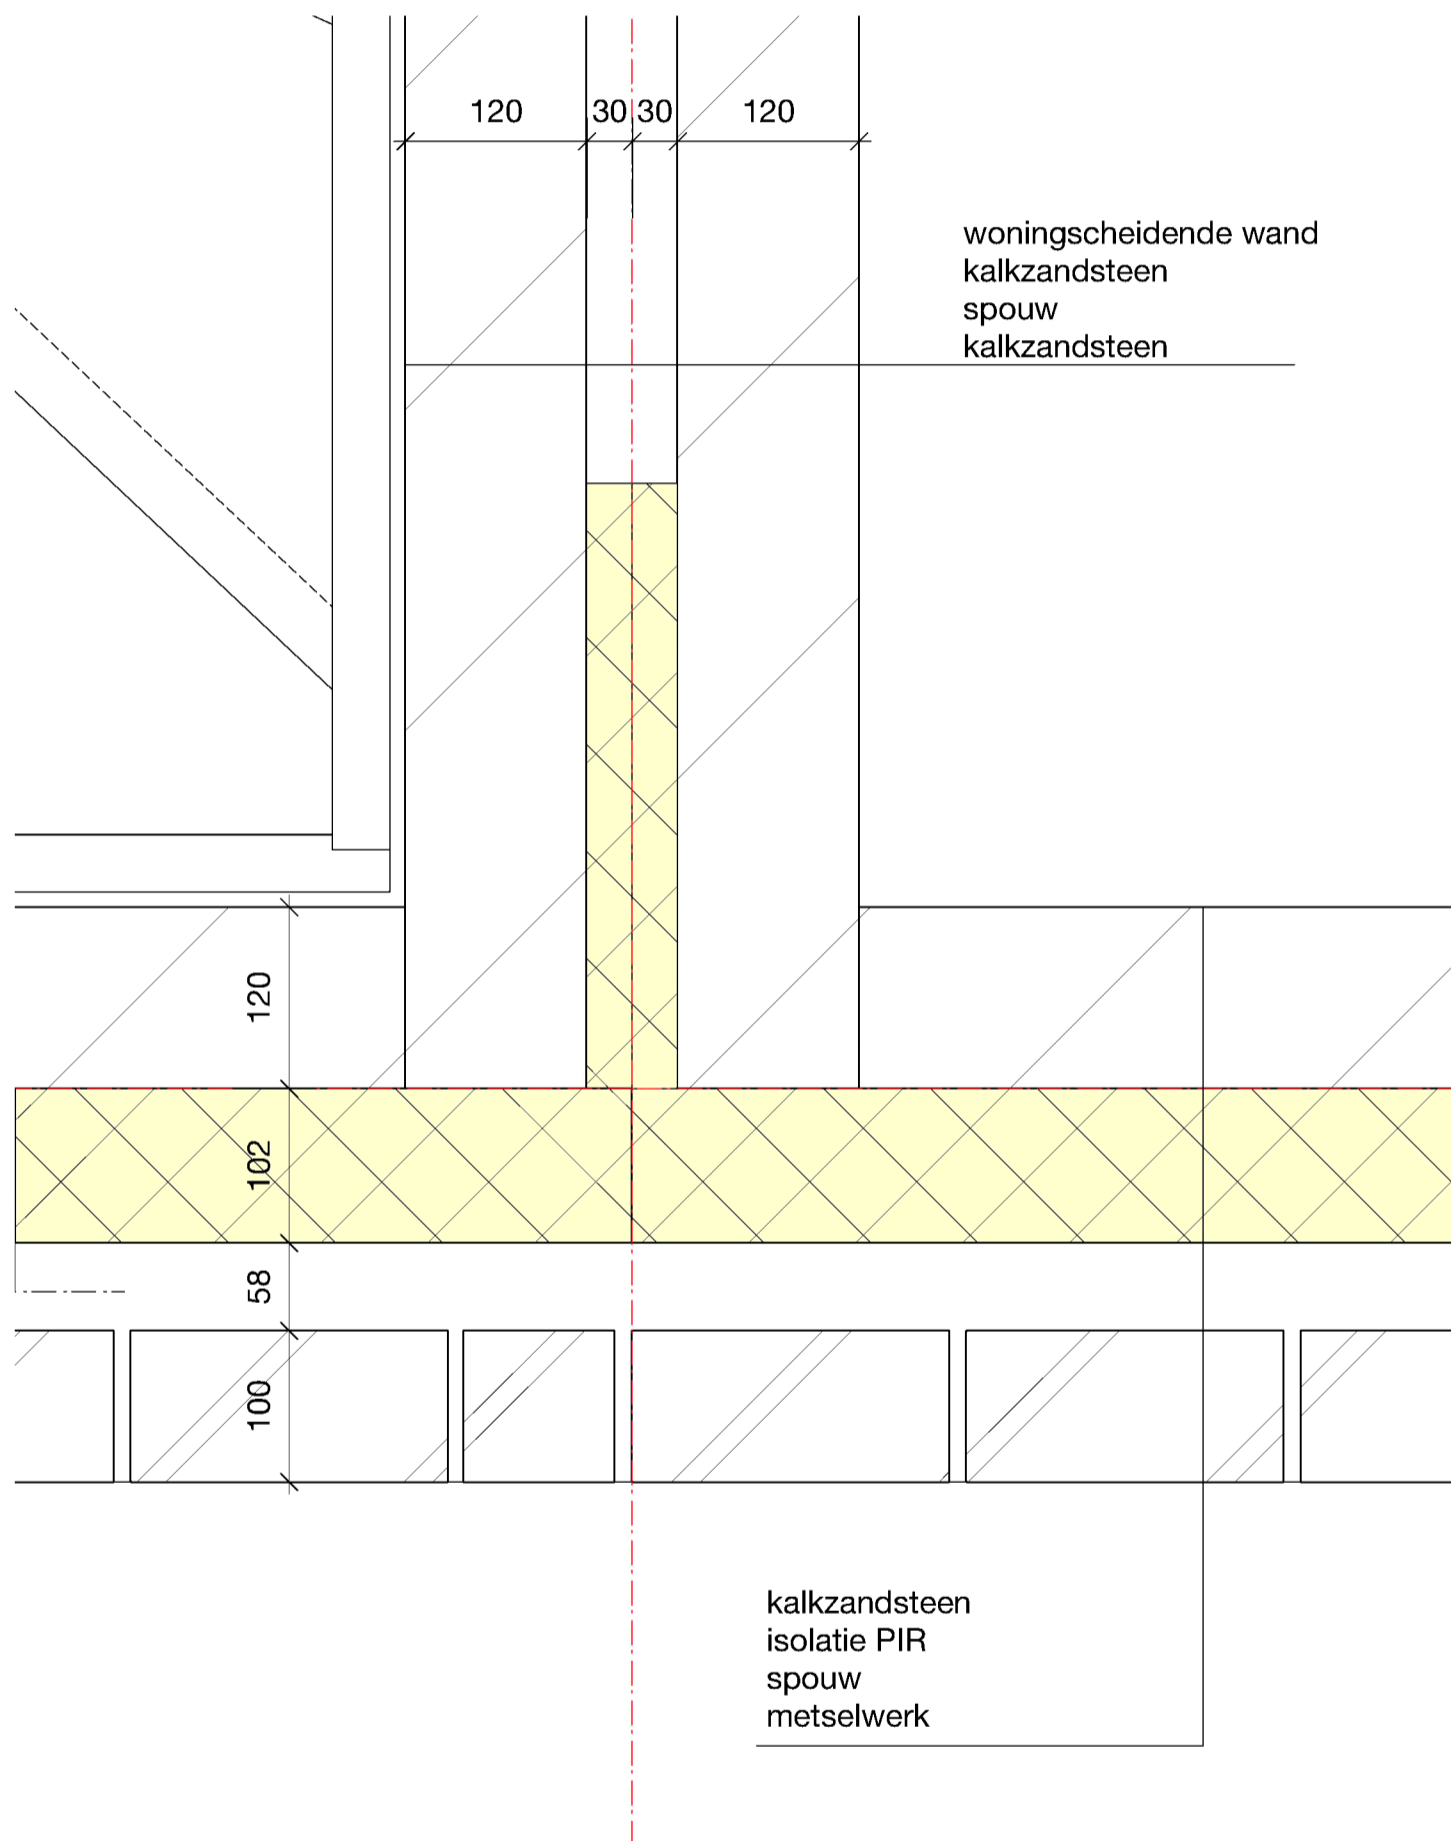 120 30 30 120
woningscheidende wand
kalkzandsteen
spouw
kalkzandsteen
120
102
58
100
kalkzandsteen
isolatie PIR
spouw
metselwerk